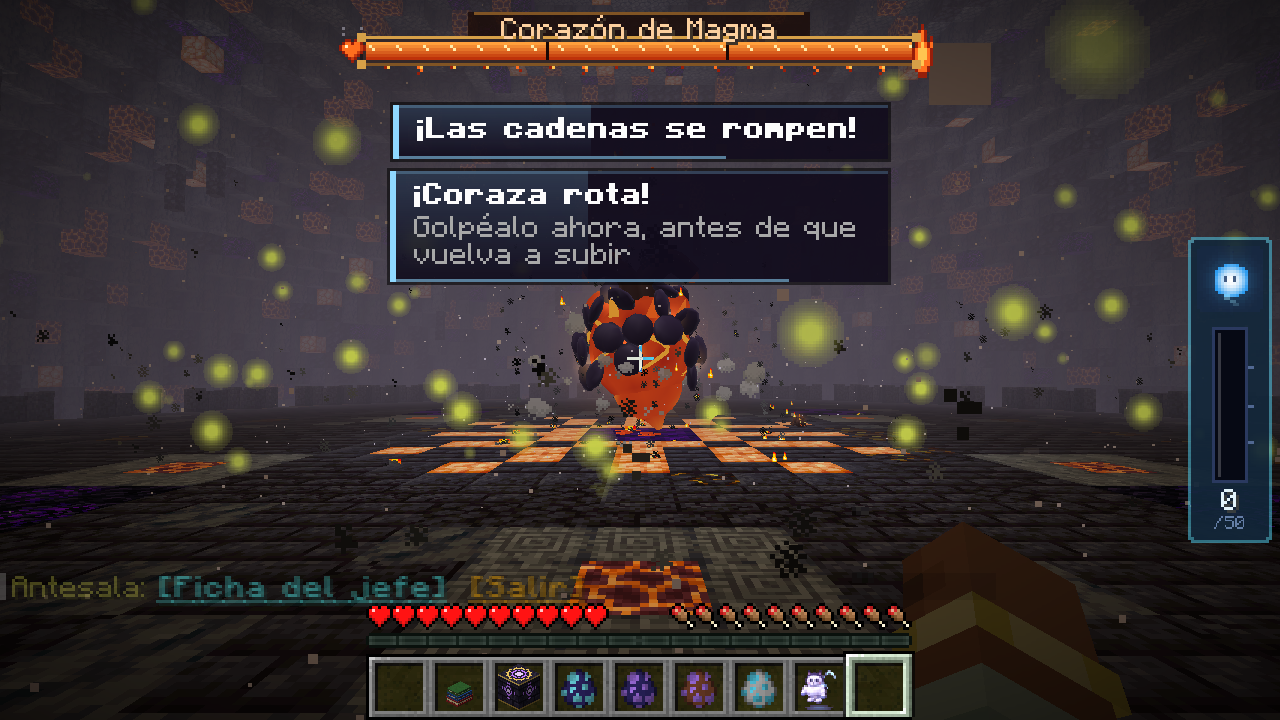 Corazón de Magma
¡Las cadenas se rompen!
¡Coraza rota!
Golpéalo ahora, antes de que
vuelva a subir
0
/50
Antesala: [Ficha del jefe] [Salir]